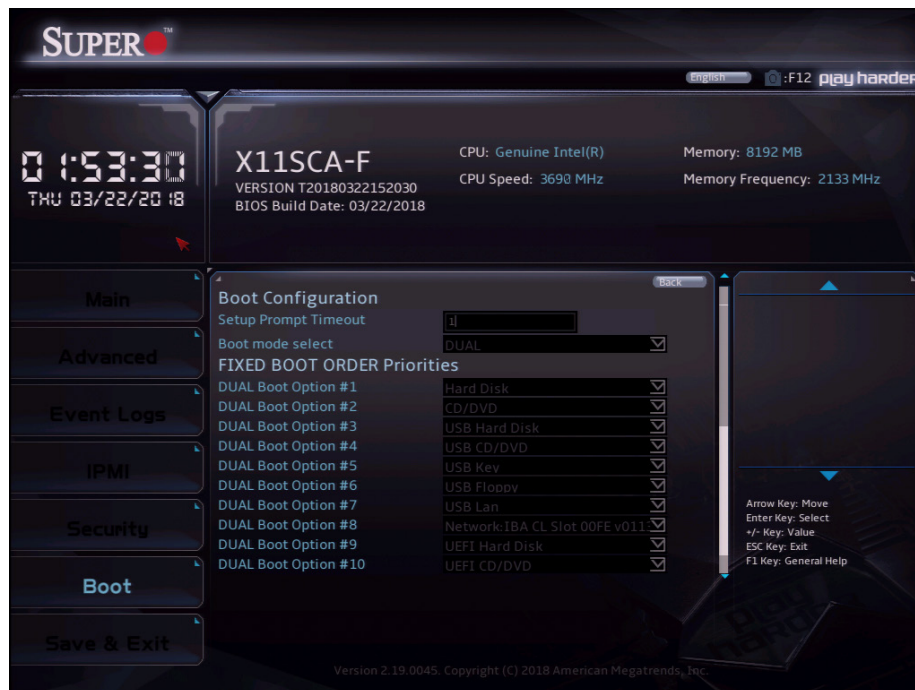 SUPER™
English :F12 play harder
01:53:30
THU 03/22/2018
X11SCA-F
VERSION T20180322152030
BIOS Build Date: 03/22/2018
CPU: Genuine Intel(R)
CPU Speed: 3690 MHz
Memory: 8192 MB
Memory Frequency: 2133 MHz
Main
Advanced
Event Logs
IPMI
Security
Boot
Save & Exit
Back
Boot Configuration
Setup Prompt Timeout 1
Boot mode select DUAL
FIXED BOOT ORDER Priorities
DUAL Boot Option #1 Hard Disk
DUAL Boot Option #2 CD/DVD
DUAL Boot Option #3 USB Hard Disk
DUAL Boot Option #4 USB CD/DVD
DUAL Boot Option #5 USB Key
DUAL Boot Option #6 USB Floppy
DUAL Boot Option #7 USB Lan
DUAL Boot Option #8 Network:IBA CL Slot 00FE v0113
DUAL Boot Option #9 UEFI Hard Disk
DUAL Boot Option #10 UEFI CD/DVD
Arrow Key: Move
Enter Key: Select
+/- Key: Value
ESC Key: Exit
F1 Key: General Help
play
harder
Version 2.19.0045. Copyright (C) 2018 American Megatrends, Inc.